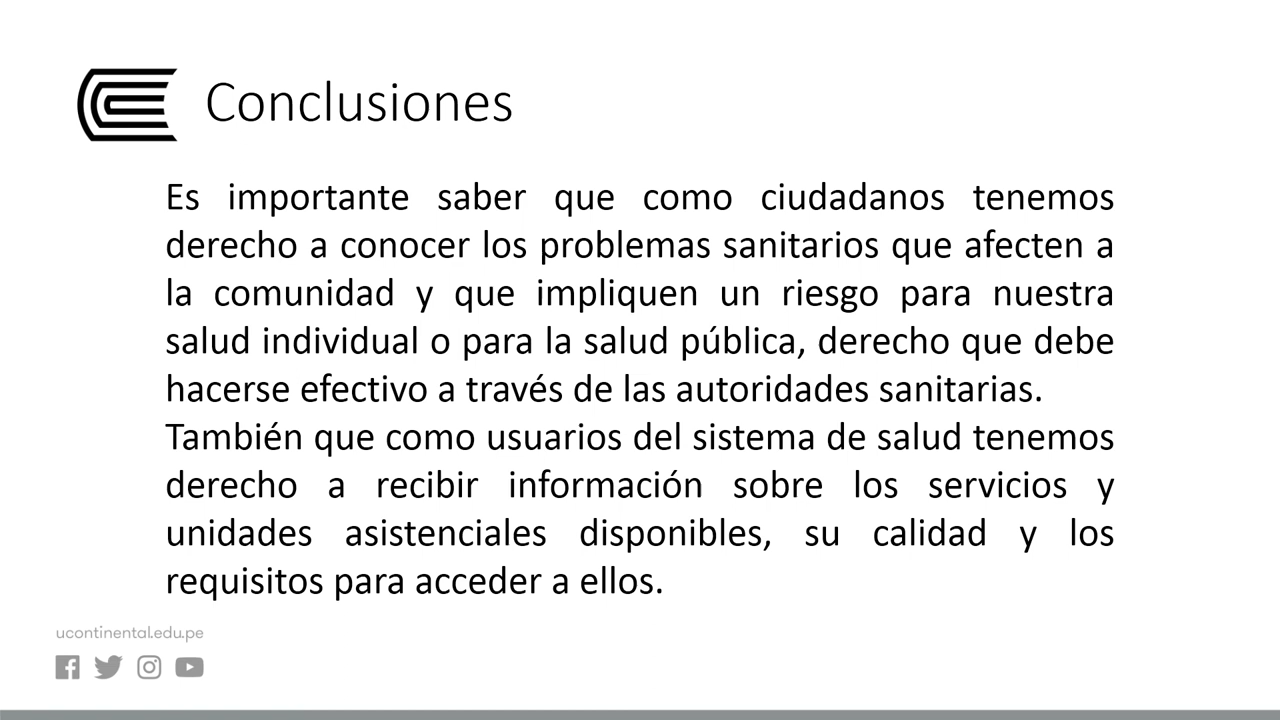 Conclusiones
Es importante saber que como ciudadanos tenemos
derecho a conocer los problemas sanitarios que afecten a
la comunidad y que impliquen un riesgo para nuestra
salud individual o para la salud pública, derecho que debe
hacerse efectivo a través de las autoridades sanitarias.
También que como usuarios del sistema de salud tenemos
derecho a recibir información sobre los servicios y
unidades asistenciales disponibles, su calidad y los
requisitos para acceder a ellos.
ucontinental.edu.pe